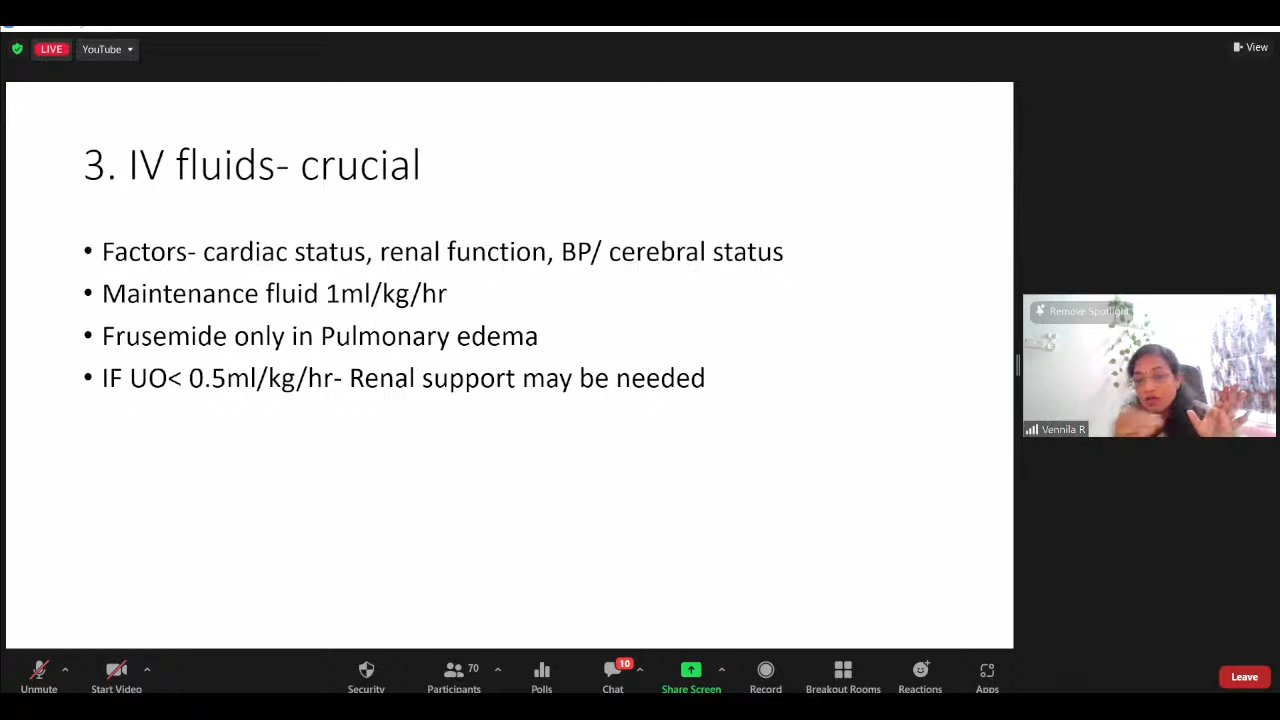 LIVE
YouTube
View
3. IV fluids- crucial
• Factors- cardiac status, renal function, BP/ cerebral status
• Maintenance fluid 1ml/kg/hr
• Frusemide only in Pulmonary edema
• IF UO< 0.5ml/kg/hr- Renal support may be needed
Remove Spotlight
Vennila R
70
10
Unmute
Start Video
Security
Participants
Polls
Chat
Share Screen
Record
Breakout Rooms
Reactions
Apps
Leave